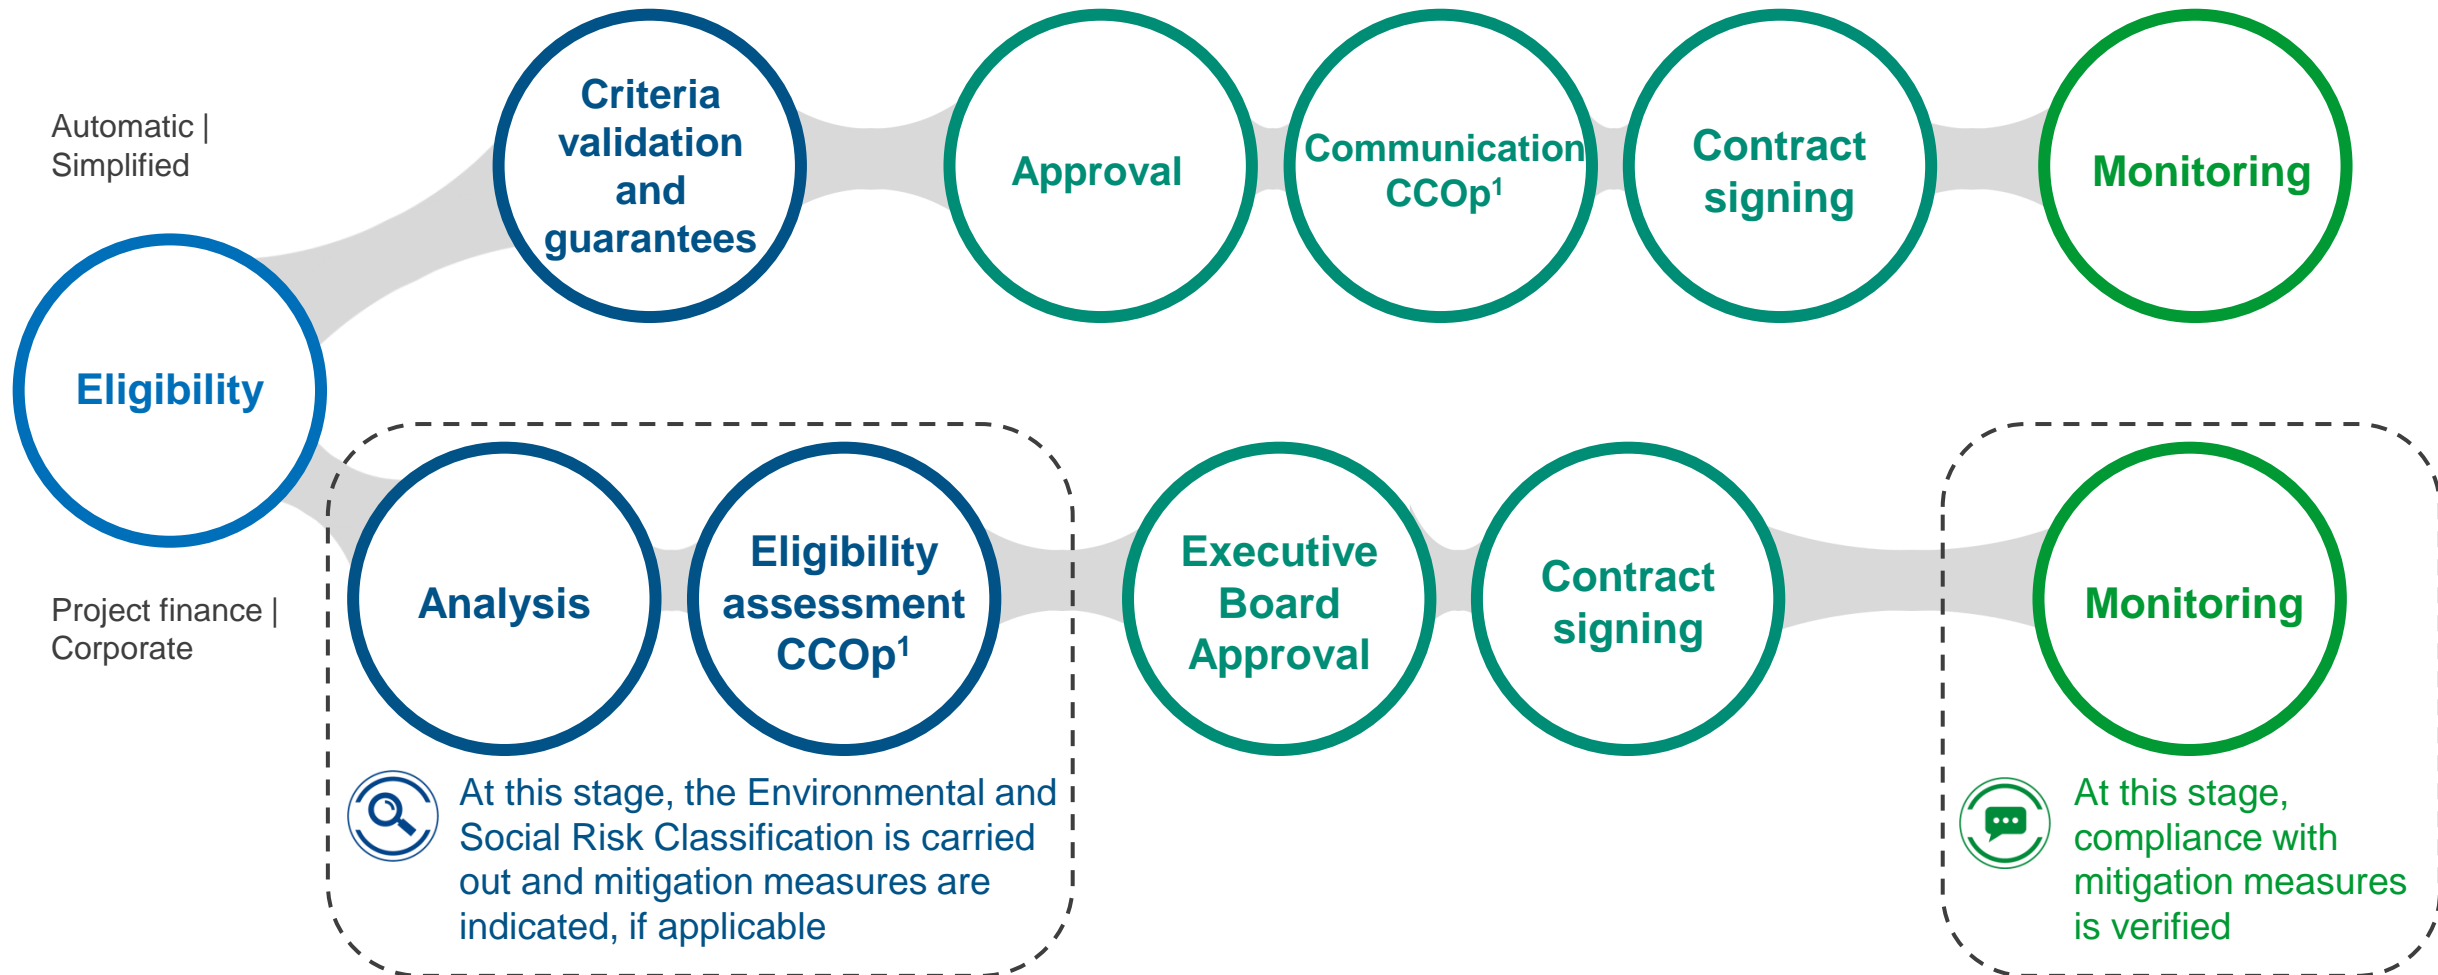 Automatic |
Simplified
Criteria
validation
and
guarantees
Approval
Communication
CCOp¹
Contract
signing
Monitoring
Eligibility
Project finance |
Corporate
Analysis
Eligibility
assessment
CCOp¹
Executive
Board
Approval
Contract
signing
Monitoring
At this stage, the Environmental and
Social Risk Classification is carried
out and mitigation measures are
indicated, if applicable
At this stage,
compliance with
mitigation measures
is verified